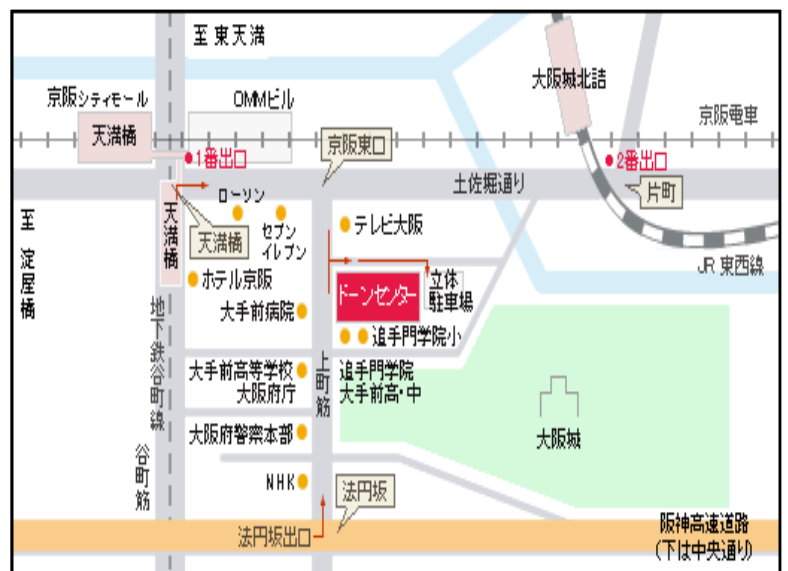 至東天満
京阪シティモール
OMMビル
大阪城北詰
天満橋
京阪電車
1番出口
京阪東口
2番出口
土佐堀通り
片町
ローソン
天満橋
セブン
イレブン
テレビ大阪
至 淀屋橋
天満橋
ホテル京阪
JR東西線
ドーンセンター
立体
駐車場
大手前病院
追手門学院小
地下鉄谷町線
上町筋
大手前高等学校
大阪府庁
追手門学院
大手前高・中
大阪府警察本部
大阪城
谷町筋
NHK
法円坂
法円坂出口
阪神高速道路
(下は中央通り)